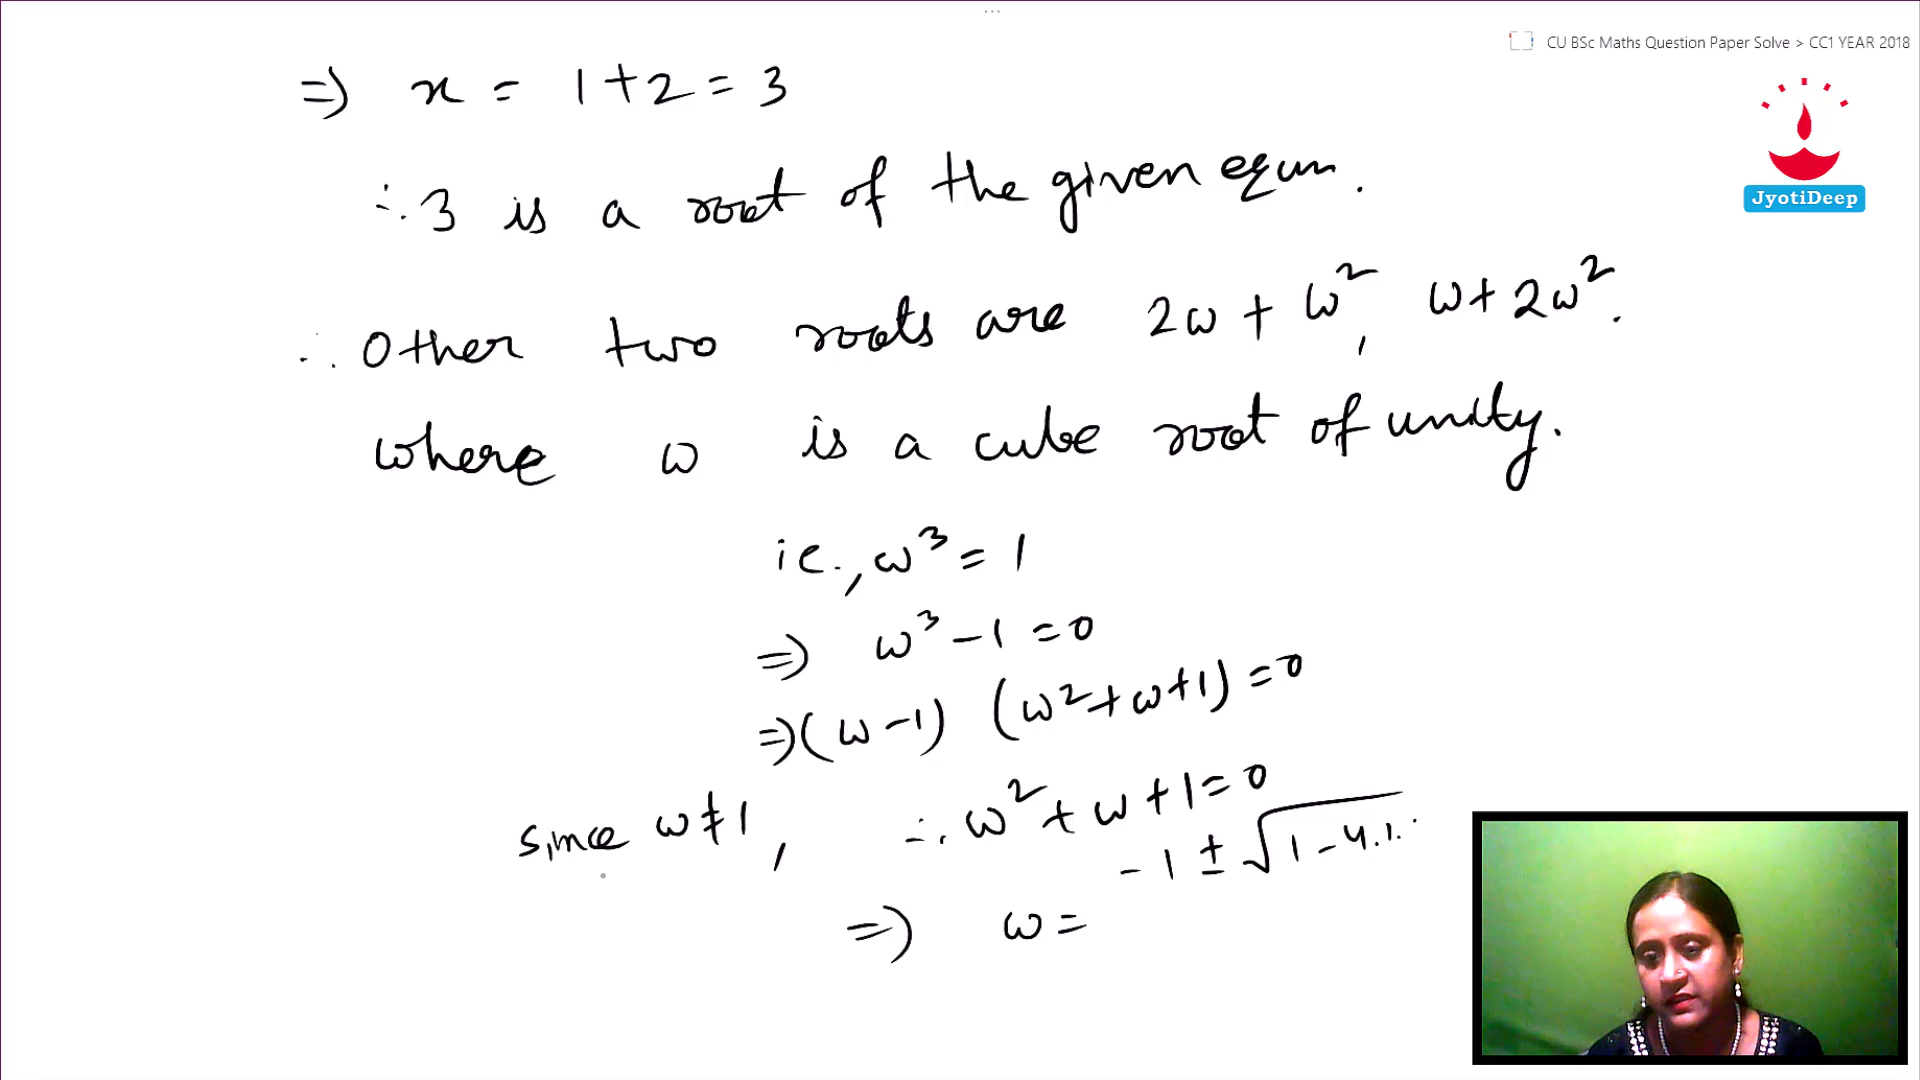 CU BSc Maths Question Paper Solve > CC1 YEAR 2018
JyotiDeep
⇒ x = 1+2 = 3
∴ 3 is a root of the given equn.
∴ Other two roots are 2ω + ω², ω + 2ω².
where ω is a cube root of unity.
ie., ω³ = 1
⇒ ω³ - 1 = 0
⇒ (ω - 1) (ω² + ω + 1) = 0
since ω ≠ 1, ∴ ω² + ω + 1 = 0
⇒ ω = -1 ± √1 - 4.1.